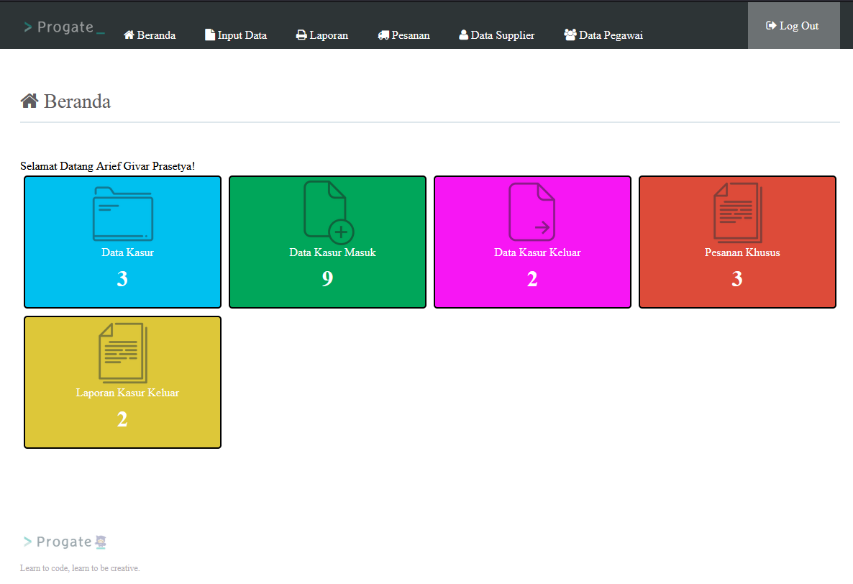 > Progate_
Beranda
Input Data
Laporan
Pesanan
Data Supplier
Data Pegawai
Log Out
Beranda
Selamat Datang Arief Givar Prasetya!
Data Kasur
3
Data Kasur Masuk
9
Data Kasur Keluar
2
Pesanan Khusus
3
Laporan Kasur Keluar
2
> Progate
Learn to code, learn to be creative.